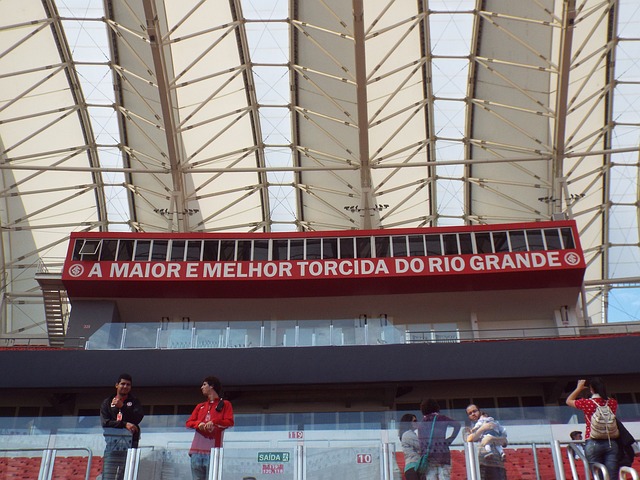 A MAIOR E MELHOR TORCIDA DO RIO GRANDE
119
SAÍDA
10